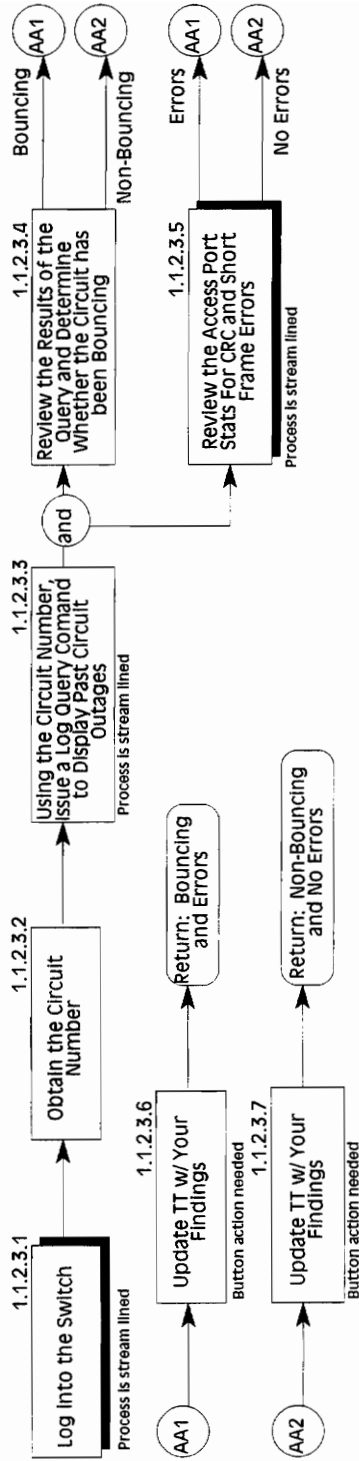 1.1.2.3.1
Log Into the Switch
Process is stream lined
1.1.2.3.2
Obtain the Circuit
Number
1.1.2.3.3
Using the Circuit Number,
Issue a Log Query Comand
to Display Past Circuit
Outages
Process is stream lined
and
1.1.2.3.4
Review the Results of the
Query and Determine
Whether the Circuit has
been Bouncing
Bouncing
AA1
Non-Bouncing
AA2
1.1.2.3.5
Review the Access Port
Stats For CRC and Short
Frame Errors
Process is stream lined
Errors
AA1
No Errors
AA2
AA1
1.1.2.3.6
Update TT w/ Your
Findings
Button action needed
Return: Bouncing
and Errors
AA2
1.1.2.3.7
Update TT w/ Your
Findings
Button action needed
Return: Non-Bouncing
and No Errors